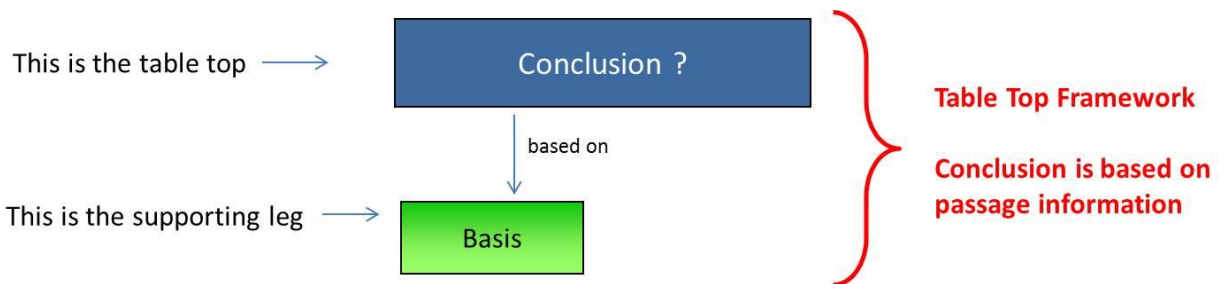 This is the table top
Conclusion ?
based on
This is the supporting leg
Basis
Table Top Framework
Conclusion is based on
passage information